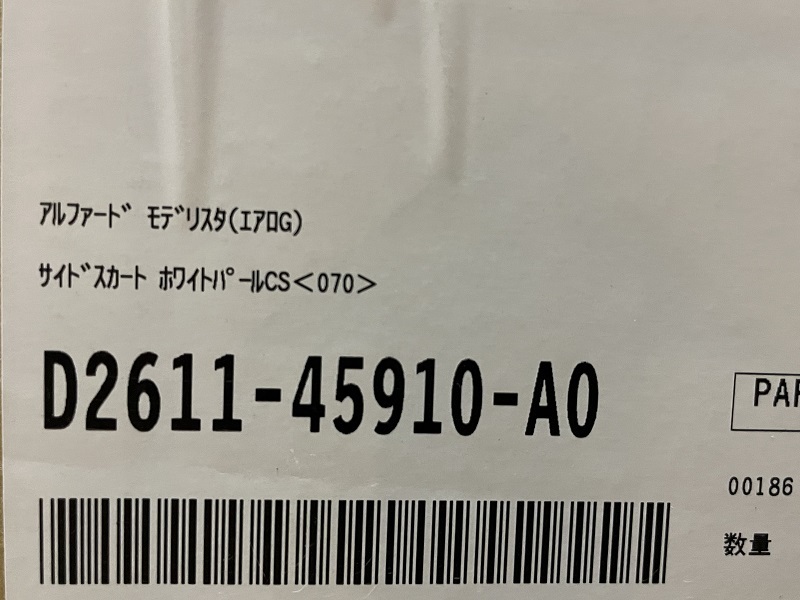 ｱﾙﾌｧｰﾄﾞ ﾓﾃﾞﾘｽﾀ(ｴｱﾛG)
ｻｲﾄﾞｽｶｰﾄ ﾎﾜｲﾄﾊﾟｰﾙCS<070>
D2611-45910-A0
PAR
00186
数量